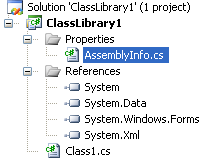 Solution 'ClassLibrary1' (1 project)
ClassLibrary1
Properties
AssemblyInfo.cs
References
System
System.Data
System.Windows.Forms
System.Xml
Class1.cs